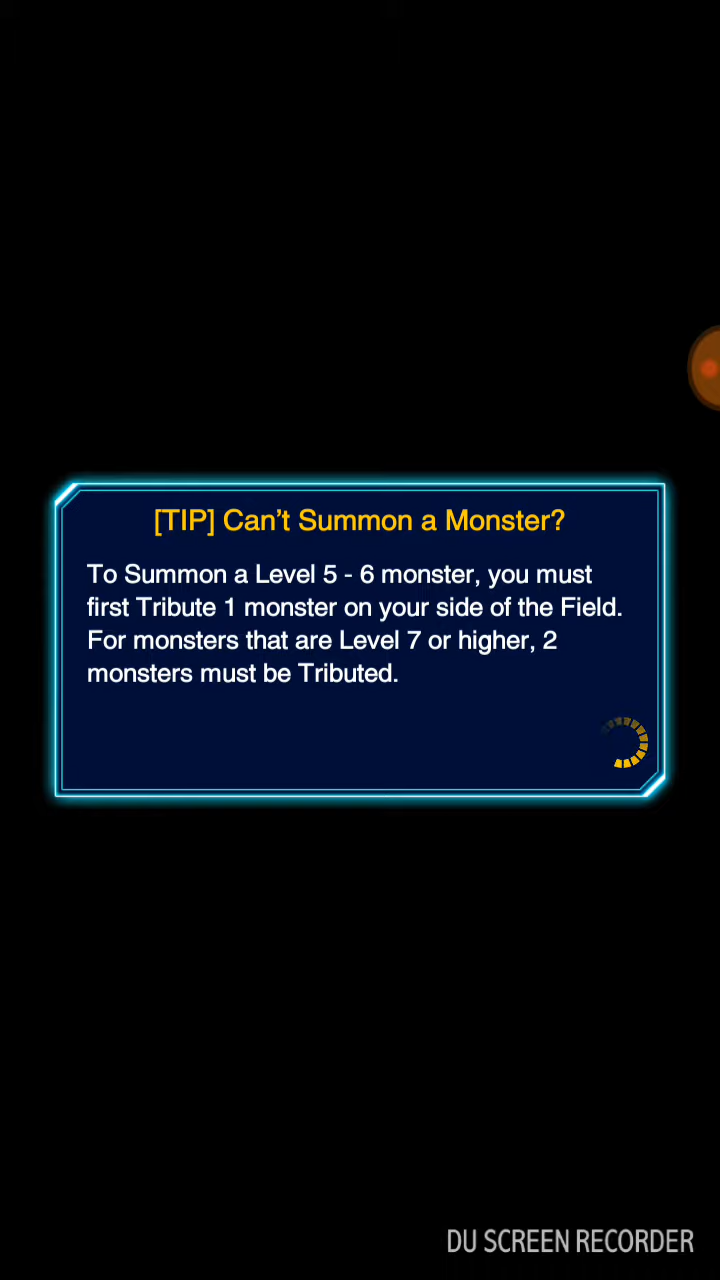 [TIP] Can't Summon a Monster?
To Summon a Level 5 - 6 monster, you must
first Tribute 1 monster on your side of the Field.
For monsters that are Level 7 or higher, 2
monsters must be Tributed.
DU SCREEN RECORDER